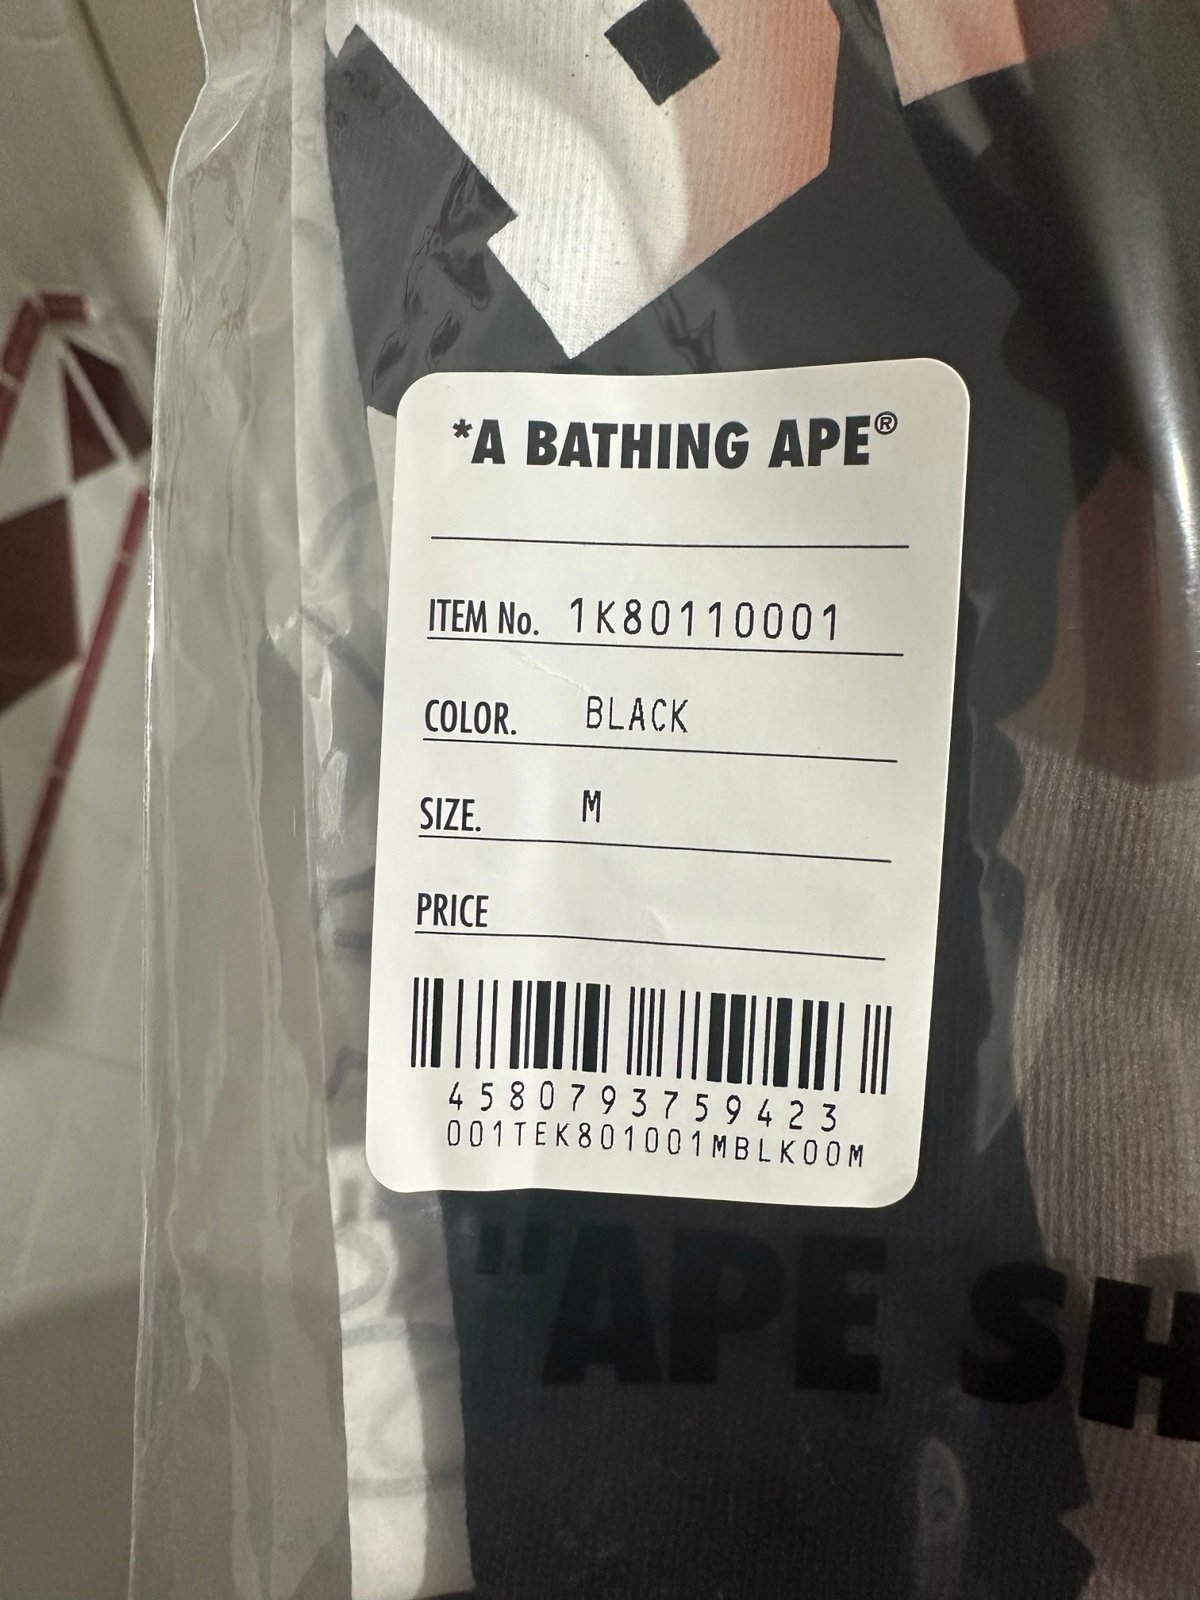 *A BATHING APE®
ITEM No. 1K80110001
COLOR. BLACK
SIZE. M
PRICE
4580793759423
001TEK801001MBLK00M
"APE SH